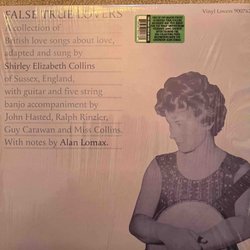 FALSE TRUE LOVERS
A collection of
British love songs about love,
adapted and sung by
Shirley Elizabeth Collins
of Sussex, England,
with guitar and five string
banjo accompaniment by
John Hasted, Ralph Rinzler,
Guy Carawan and Miss Collins.
With notes by Alan Lomax.
Vinyl Lovers